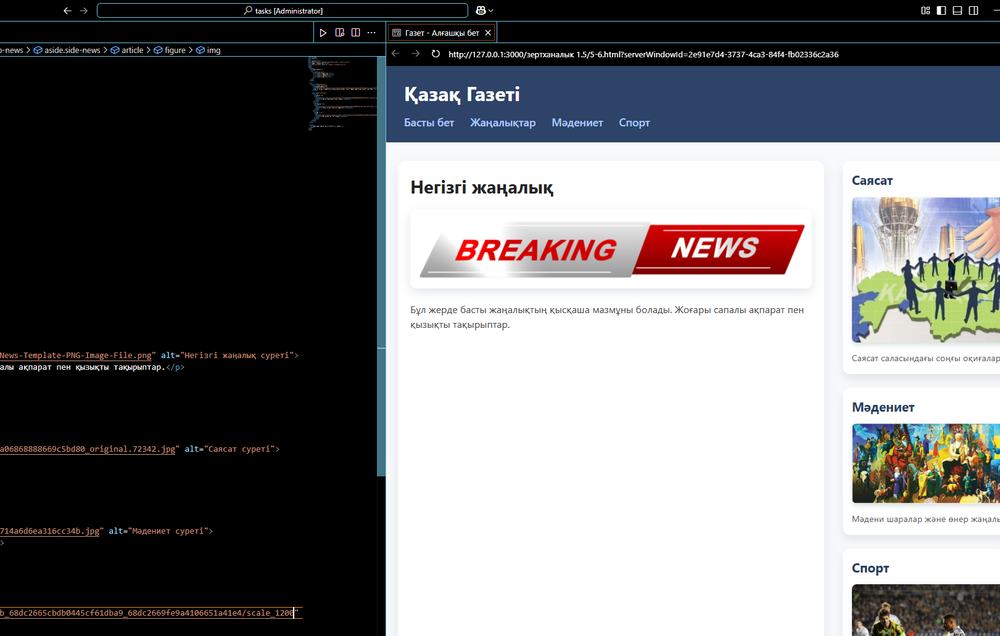 tasks [Administrator]
Газет - Алғашқы бет
-news > aside.side-news > article > figure > img
http://127.0.0.1:3000/зертханалык 1.5/5-6.html?serverWindowId=2e91e7d4-3737-4ca3-84f4-fb02336c2a36
News-Template-PNG-Image-File.png" alt="Негізгі жаңалық суреті">
алы ақпарат пен қызықты тақырыптар.</p>
a06868888669c5bd80_original.72342.jpg" alt="Саясат суреті">
714a6d6ea316cc34b.jpg" alt="Мәдениет суреті">
>
b_68dc2665cbdb0445cf61dba9_68dc2669fe9a4106651a41e4/scale_1200"
Қазақ Газеті
Басты бет Жаңалықтар Мәдениет Спорт
Негізгі жаңалық
BREAKING NEWS
Бұл жерде басты жаңалықтың қысқаша мазмұны болады. Жоғары сапалы ақпарат пен
қызықты тақырыптар.
Саясат
Саясат саласындағы соңғы оқиғалар
Мәдениет
Мәдени шаралар және өнер жаңалы
Спорт